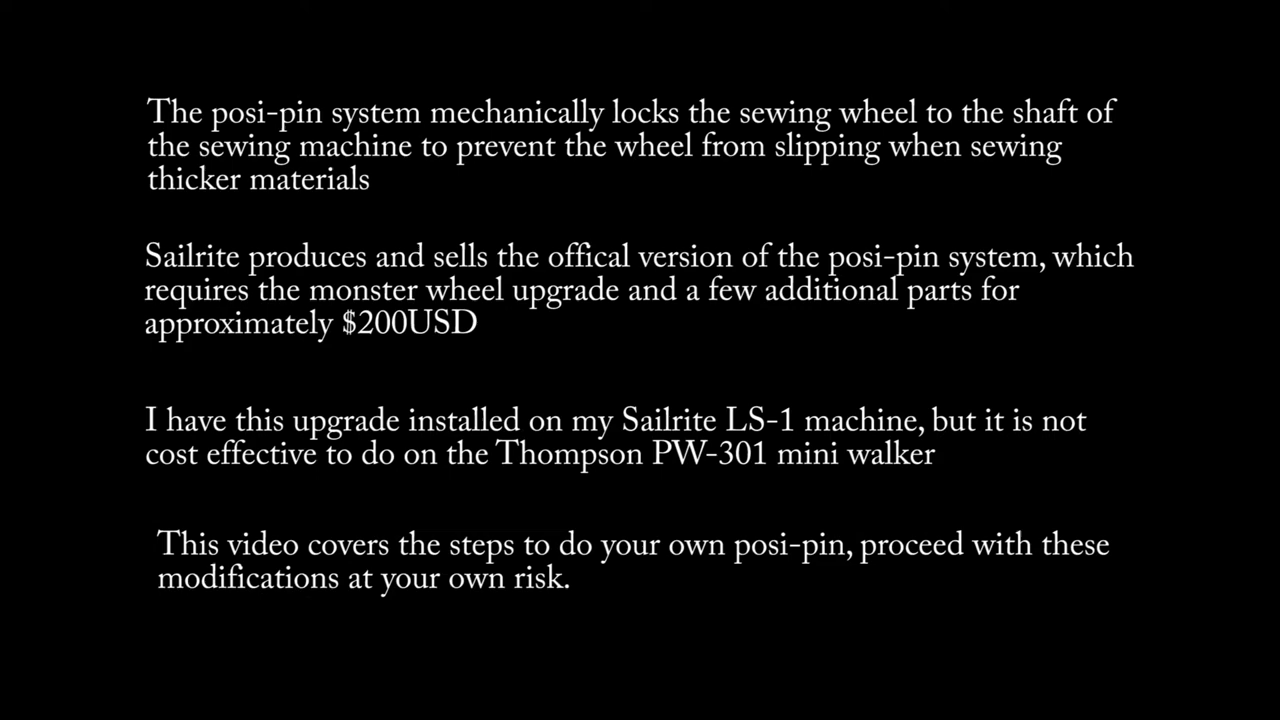 The posi-pin system mechanically locks the sewing wheel to the shaft of
the sewing machine to prevent the wheel from slipping when sewing
thicker materials
Sailrite produces and sells the offical version of the posi-pin system, which
requires the monster wheel upgrade and a few additional parts for
approximately $200USD
I have this upgrade installed on my Sailrite LS-1 machine, but it is not
cost effective to do on the Thompson PW-301 mini walker
This video covers the steps to do your own posi-pin, proceed with these
modifications at your own risk.